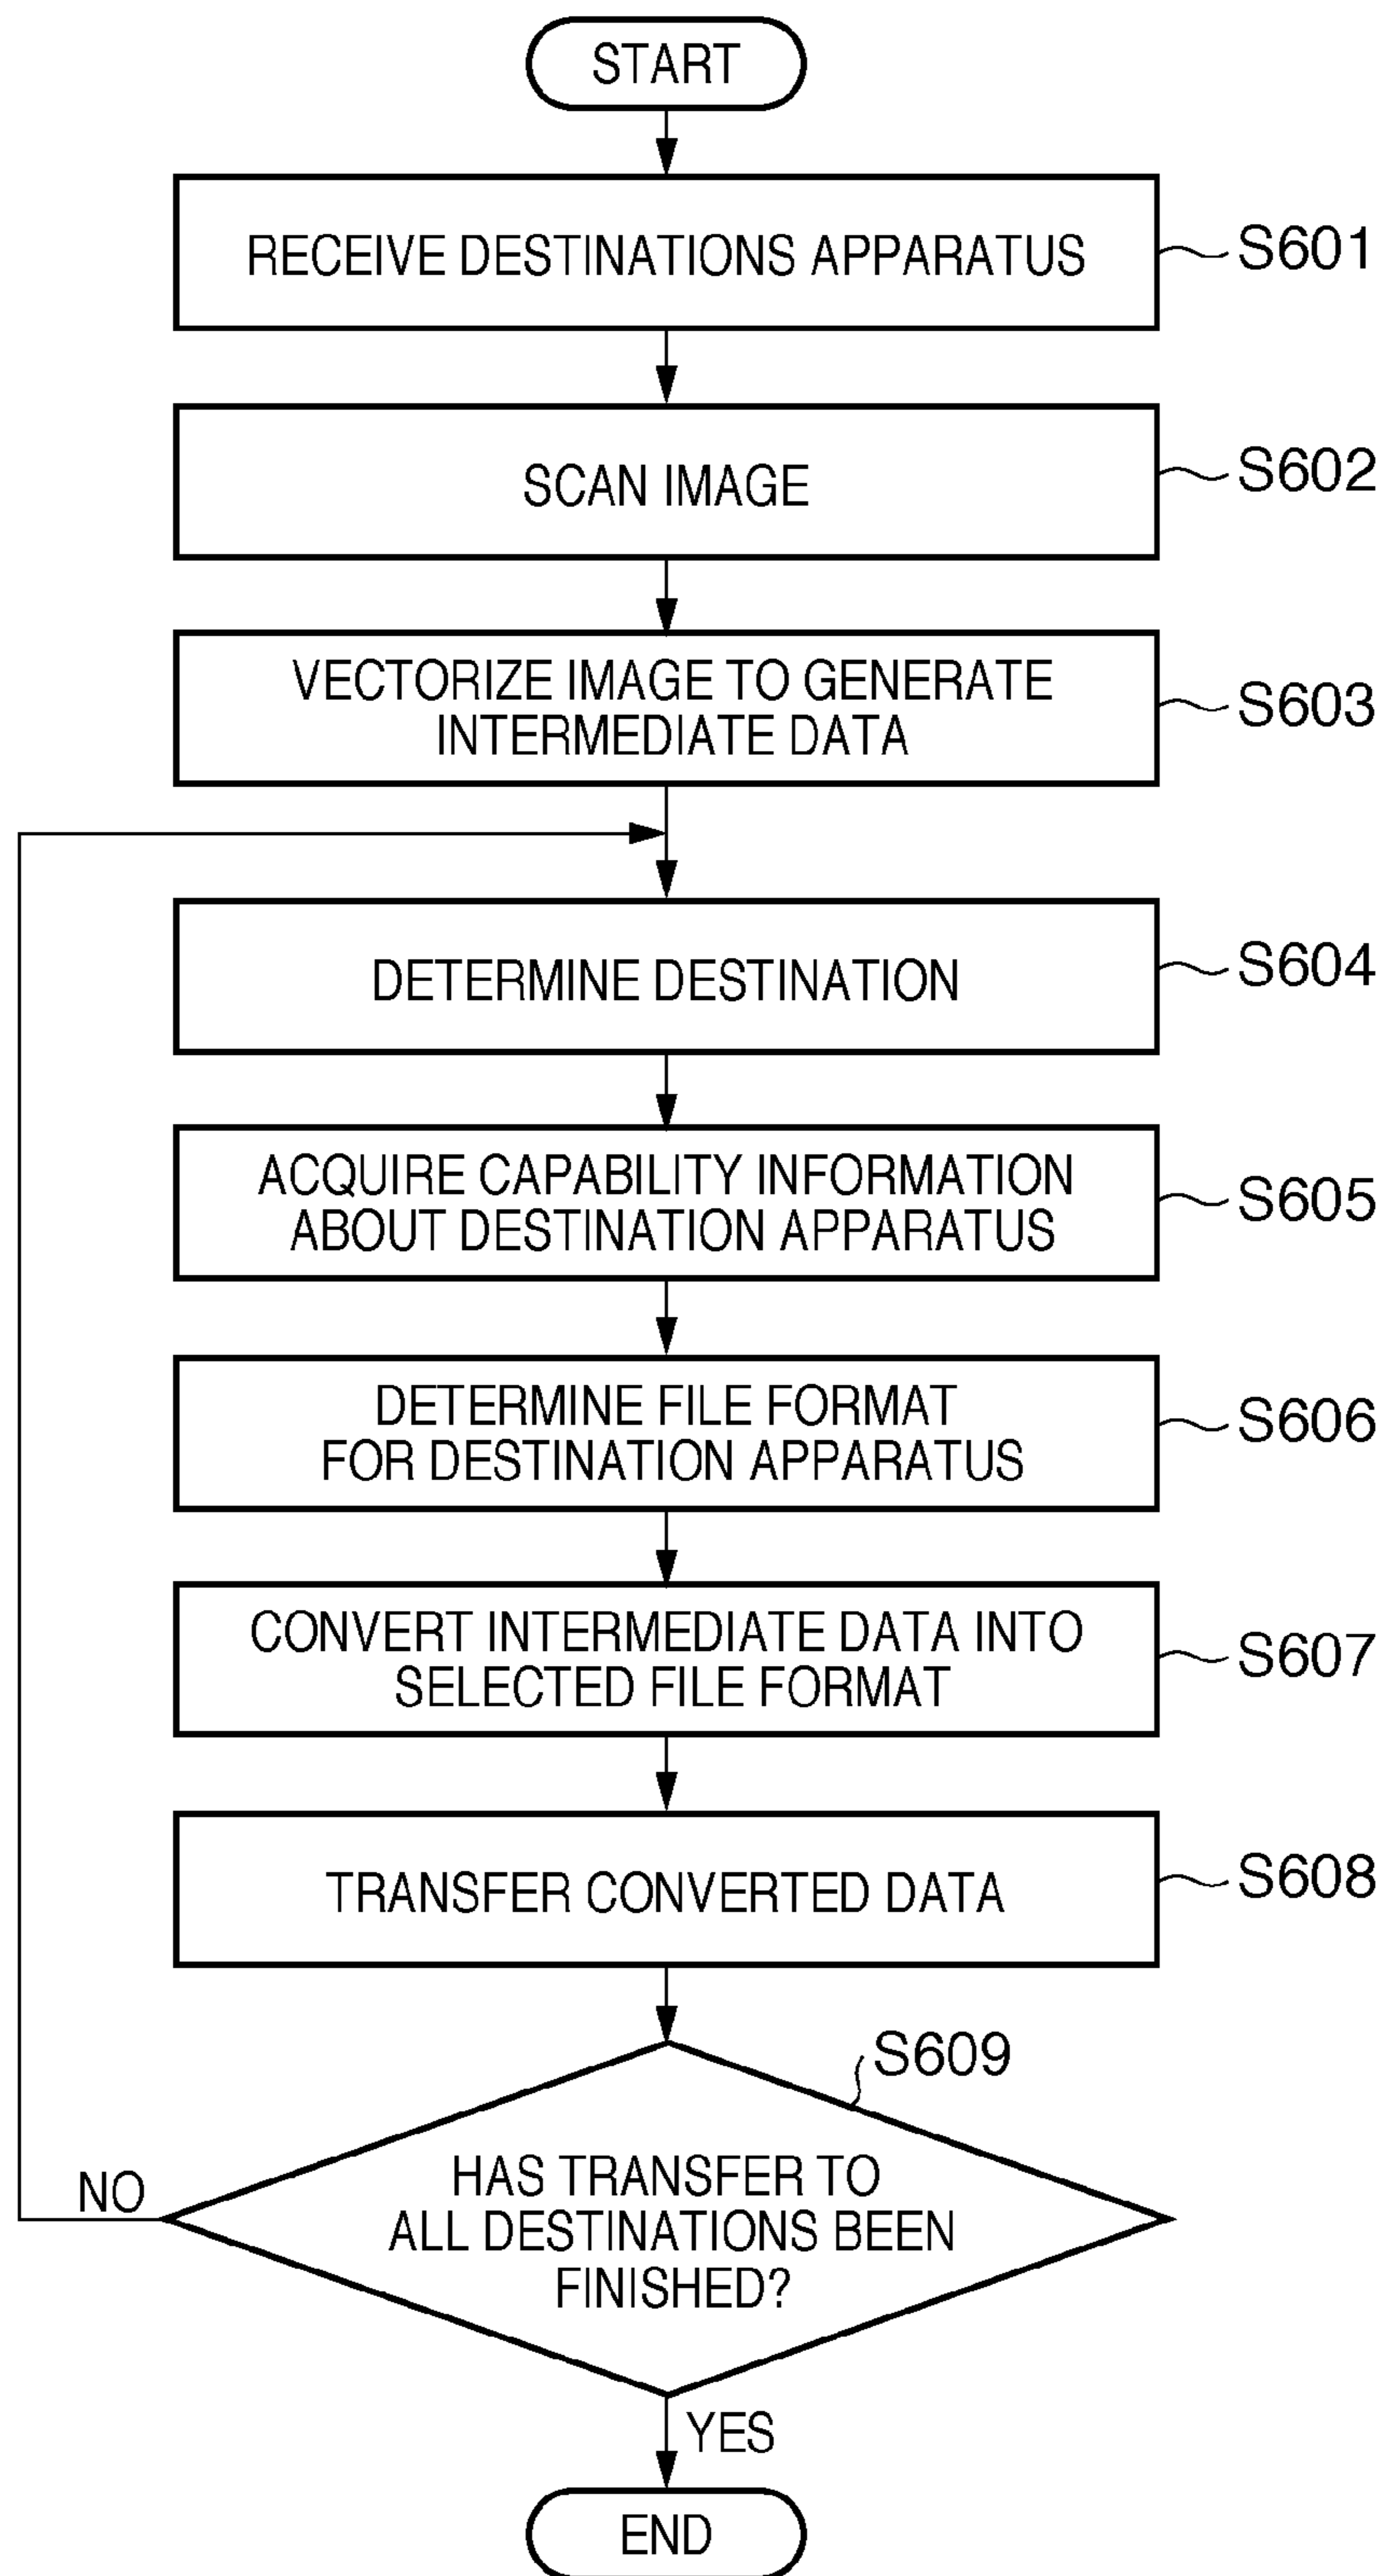 START
RECEIVE DESTINATIONS APPARATUS
S601
SCAN IMAGE
S602
VECTORIZE IMAGE TO GENERATE
INTERMEDIATE DATA
S603
DETERMINE DESTINATION
S604
ACQUIRE CAPABILITY INFORMATION
ABOUT DESTINATION APPARATUS
S605
DETERMINE FILE FORMAT
FOR DESTINATION APPARATUS
S606
CONVERT INTERMEDIATE DATA INTO
SELECTED FILE FORMAT
S607
TRANSFER CONVERTED DATA
S608
S609
HAS TRANSFER TO
ALL DESTINATIONS BEEN
FINISHED?
NO
YES
END